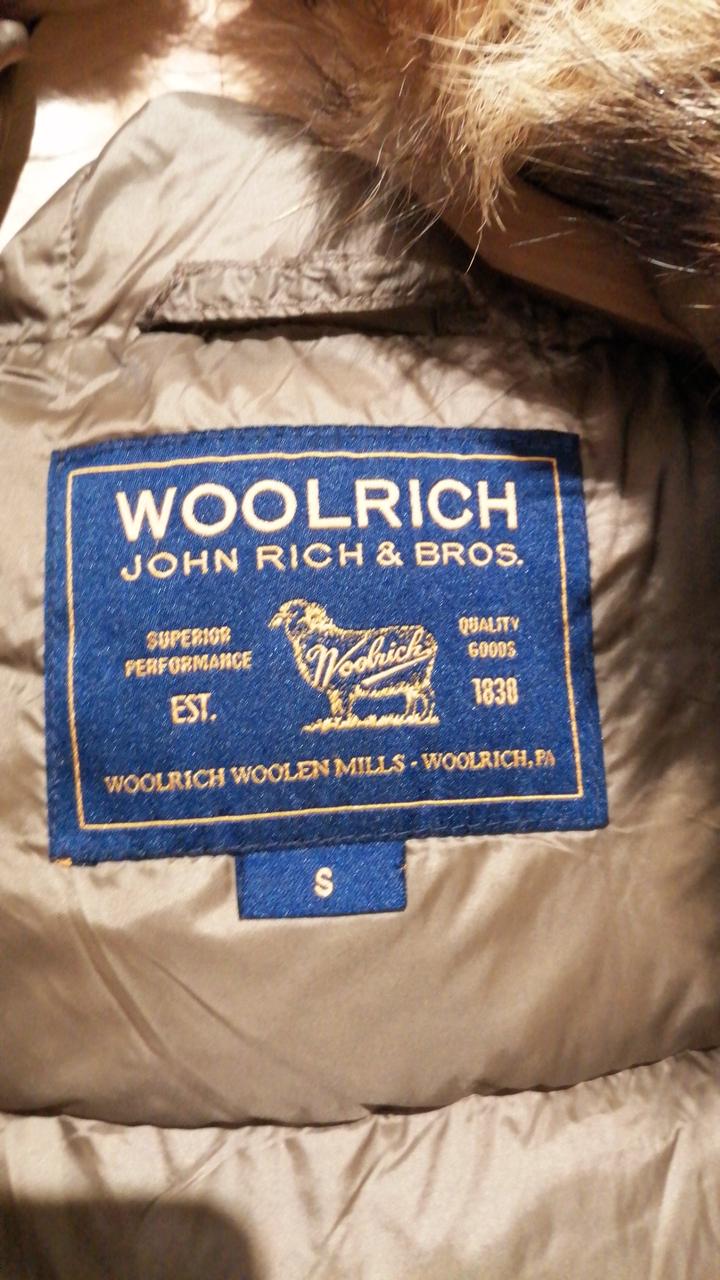 WOOLRICH
JOHN RICH & BROS.
SUPERIOR
PERFORMANCE
EST.
Woolrich
QUALITY
GOODS
1830
WOOLRICH WOOLEN MILLS - WOOLRICH, PA
S